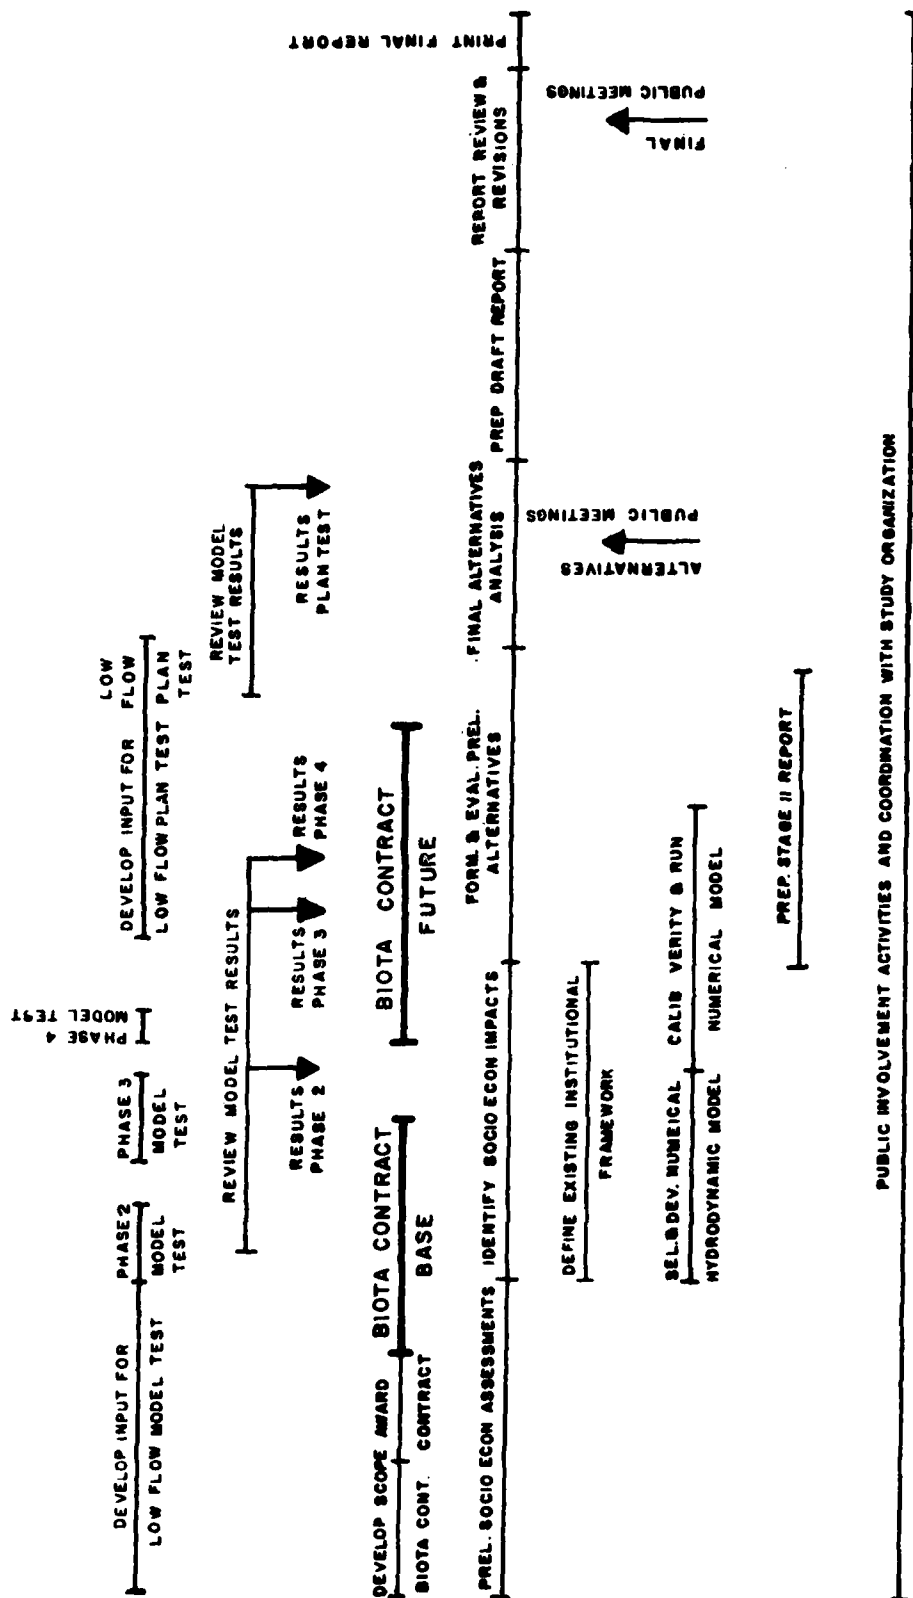 DEVELOP INPUT FOR
LOW FLOW MODEL TEST
PHASE 2
MODEL
TEST
PHASE 3
MODEL
TEST
PHASE 4
MODEL TEST
DEVELOP INPUT FOR
LOW FLOW PLAN TEST
LOW
FLOW
PLAN
TEST
REVIEW MODEL TEST RESULTS
RESULTS
PHASE 2
RESULTS
PHASE 3
RESULTS
PHASE 4
REVIEW MODEL
TEST RESULTS
RESULTS
PLAN TEST
DEVELOP SCOPE
BIOTA CONT.
AWARD
CONTRACT
BIOTA CONTRACT
BASE
BIOTA CONTRACT
FUTURE
PREL. SOCIO ECON ASSESSMENTS
IDENTIFY SOCIO ECON IMPACTS
FORM. & EVAL. PREL.
ALTERNATIVES
FINAL ALTERNATIVES
ANALYSIS
PREP DRAFT REPORT
REPORT REVIEW &
REVISIONS
PRINT FINAL REPORT
DEFINE EXISTING INSTITUTIONAL
FRAMEWORK
ALTERNATIVES
PUBLIC MEETINGS
FINAL
PUBLIC MEETINGS
SEL. & DEV. NUMEICAL
HYDRODYNAMIC MODEL
CALIB VERITY & RUN
NUMERICAL MODEL
PREP. STAGE II REPORT
PUBLIC INVOLVEMENT ACTIVITIES AND COORDINATION WITH STUDY ORGANIZATION